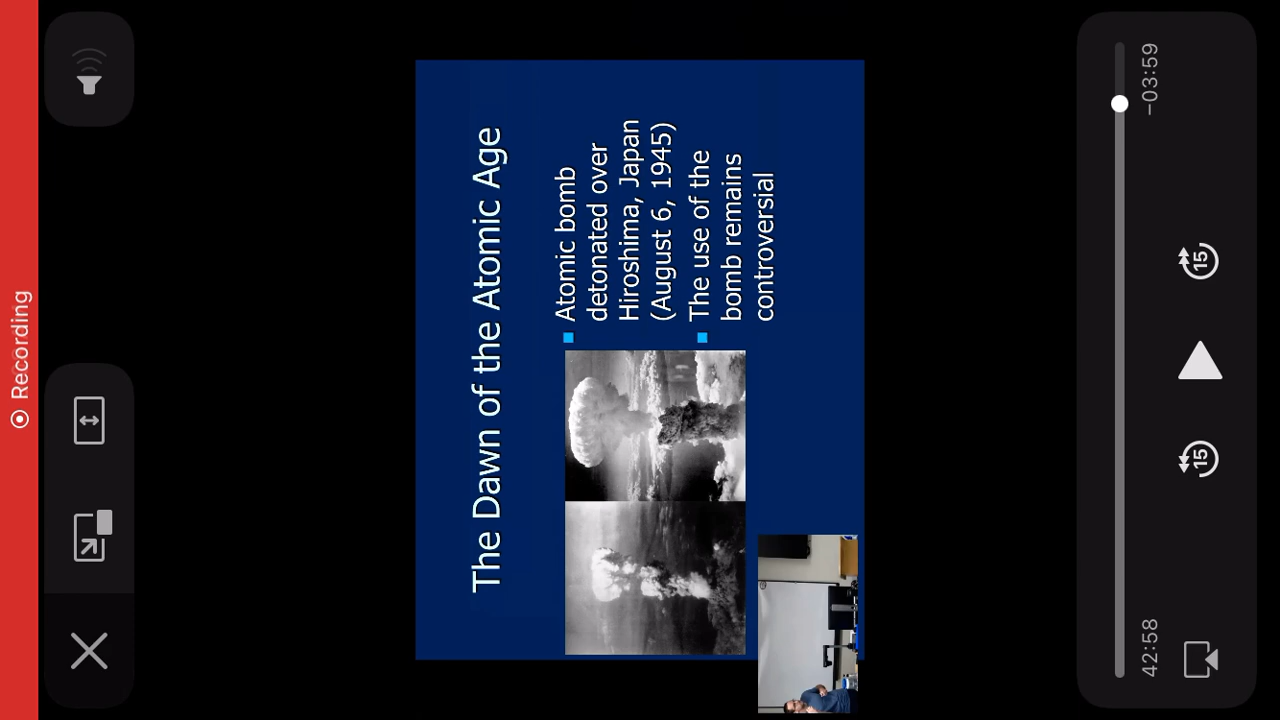 Recording
The Dawn of the Atomic Age
Atomic bomb
detonated over
Hiroshima, Japan
(August 6, 1945)
The use of the
bomb remains
controversial
42:58
-03:59
15
15